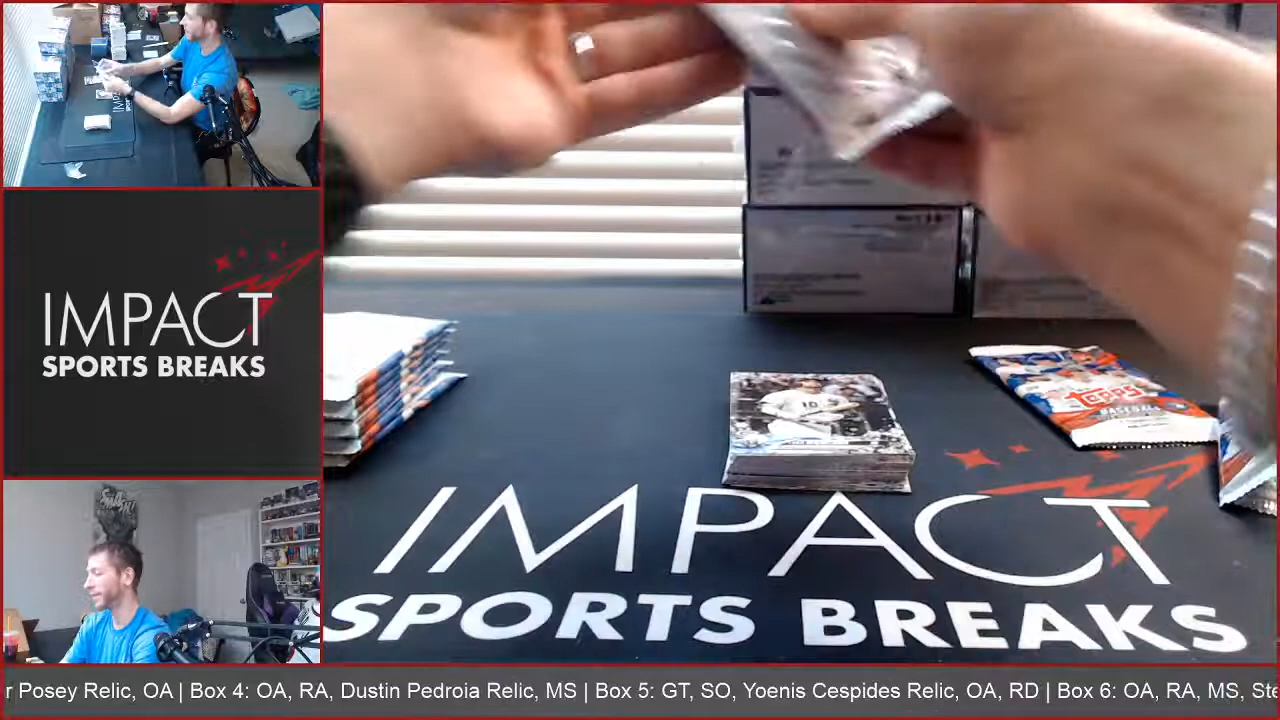 IMPACT
SPORTS BREAKS
10
Topps
BASEBALL
IMPACT
SPORTS BREAKS
r Posey Relic, OA | Box 4: OA, RA, Dustin Pedroia Relic, MS | Box 5: GT, SO, Yoenis Cespides Relic, OA, RD | Box 6: OA, RA, MS, Ste